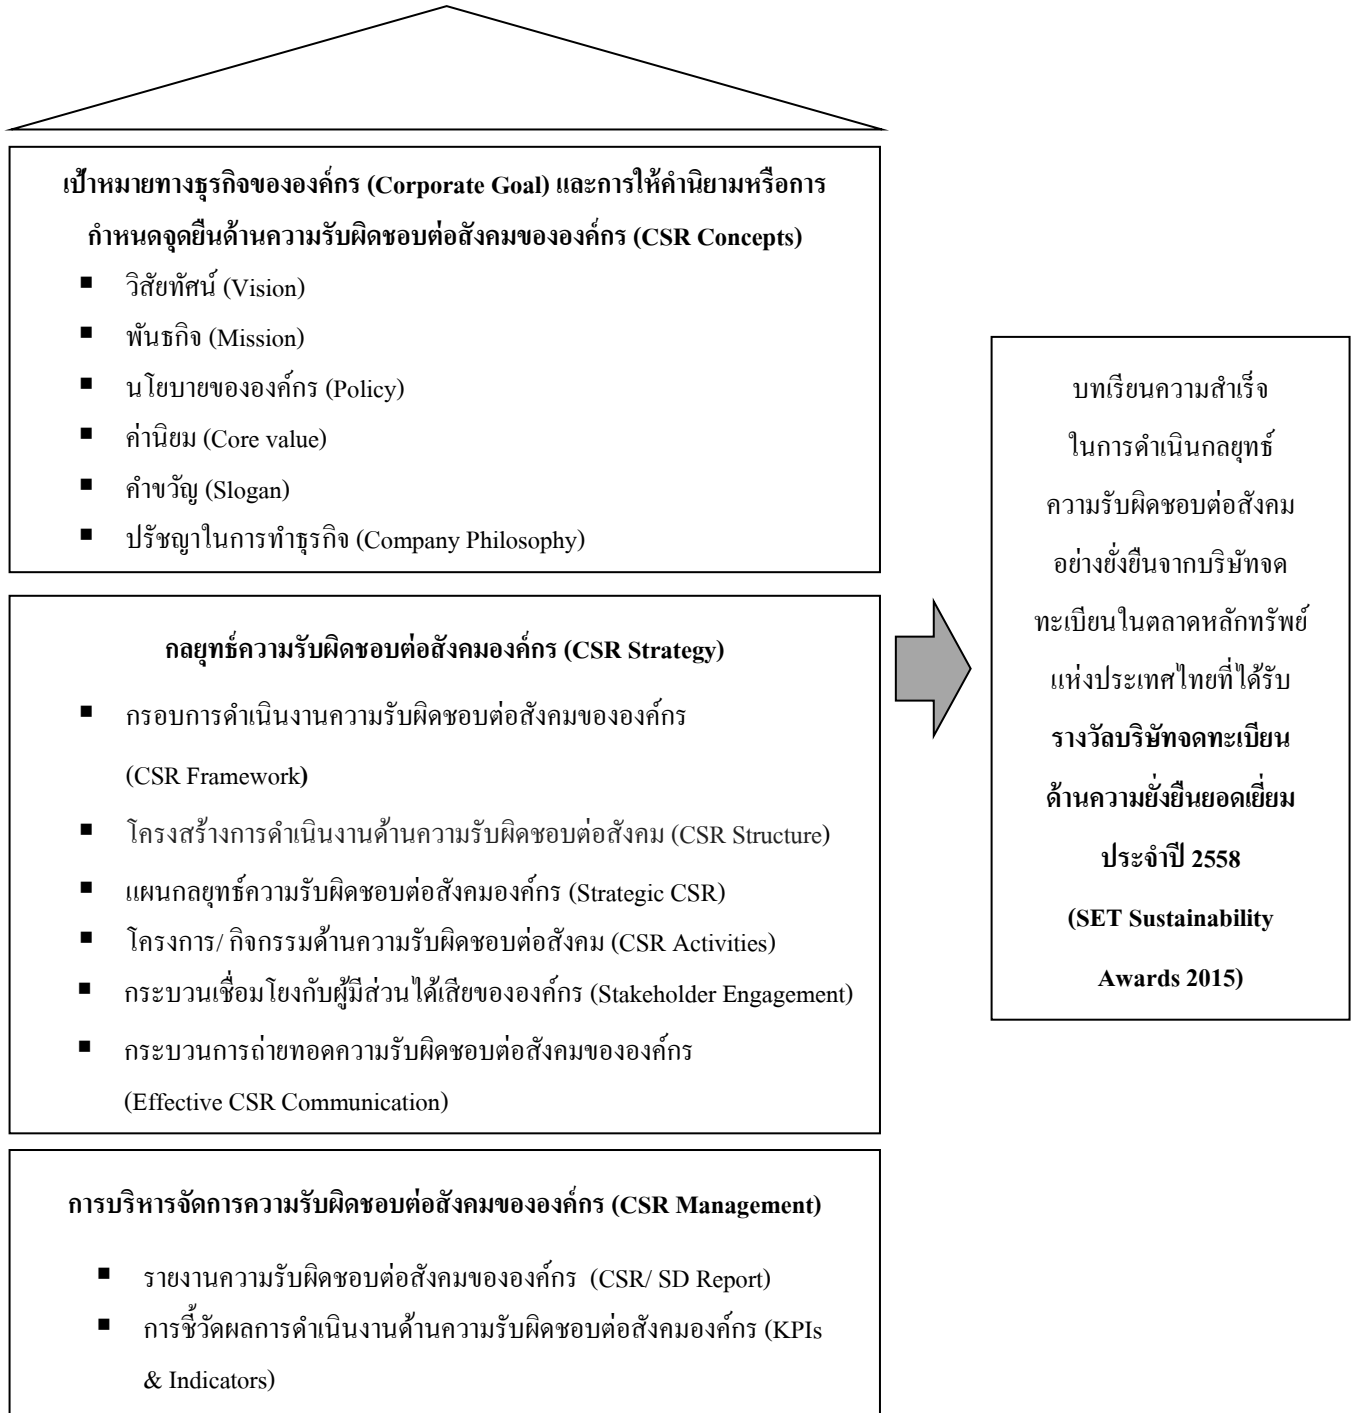 เป้าหมายทางธุรกิจขององค์กร (Corporate Goal) และการให้คำนิยามหรือการ
กำหนดจุดยืนด้านความรับผิดชอบต่อสังคมขององค์กร (CSR Concepts)
▪ วิสัยทัศน์ (Vision)
▪ พันธกิจ (Mission)
▪ นโยบายขององค์กร (Policy)
▪ ค่านิยม (Core value)
▪ คำขวัญ (Slogan)
▪ ปรัชญาในการทำธุรกิจ (Company Philosophy)
กลยุทธ์ความรับผิดชอบต่อสังคมองค์กร (CSR Strategy)
▪ กรอบการดำเนินงานความรับผิดชอบต่อสังคมขององค์กร
(CSR Framework)
▪ โครงสร้างการดำเนินงานด้านความรับผิดชอบต่อสังคม (CSR Structure)
▪ แผนกลยุทธ์ความรับผิดชอบต่อสังคมองค์กร (Strategic CSR)
▪ โครงการ/ กิจกรรมด้านความรับผิดชอบต่อสังคม (CSR Activities)
▪ กระบวนเชื่อมโยงกับผู้มีส่วนได้เสียขององค์กร (Stakeholder Engagement)
▪ กระบวนการถ่ายทอดความรับผิดชอบต่อสังคมขององค์กร
(Effective CSR Communication)
การบริหารจัดการความรับผิดชอบต่อสังคมขององค์กร (CSR Management)
▪ รายงานความรับผิดชอบต่อสังคมขององค์กร (CSR/ SD Report)
▪ การชี้วัดผลการดำเนินงานด้านความรับผิดชอบต่อสังคมองค์กร (KPIs
& Indicators)
บทเรียนความสำเร็จ
ในการดำเนินกลยุทธ์
ความรับผิดชอบต่อสังคม
อย่างยั่งยืนจากบริษัทจด
ทะเบียนในตลาดหลักทรัพย์
แห่งประเทศไทยที่ได้รับ
รางวัลบริษัทจดทะเบียน
ด้านความยั่งยืนยอดเยี่ยม
ประจำปี 2558
(SET Sustainability
Awards 2015)